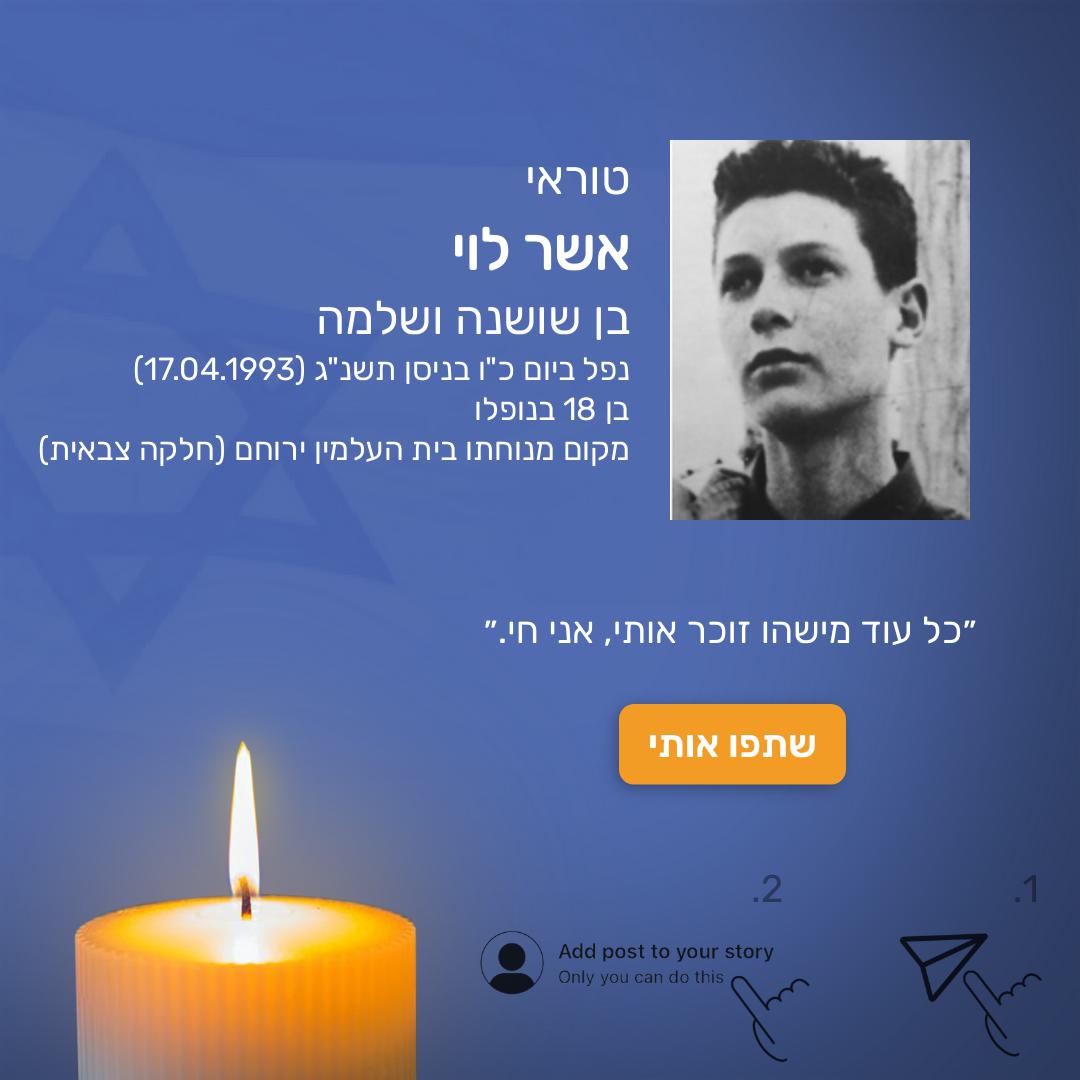 טוראי
אשר לוי
בן שושנה ושלמה
נפל ביום כ"ו בניסן תשנ"ג (17.04.1993)
בן 18 בנופלו
מקום מנוחתו בית העלמין ירוחם (חלקה צבאית)
״כל עוד מישהו זוכר אותי, אני חי.״
שתפו אותי
.1
.2
Add post to your story
Only you can do this